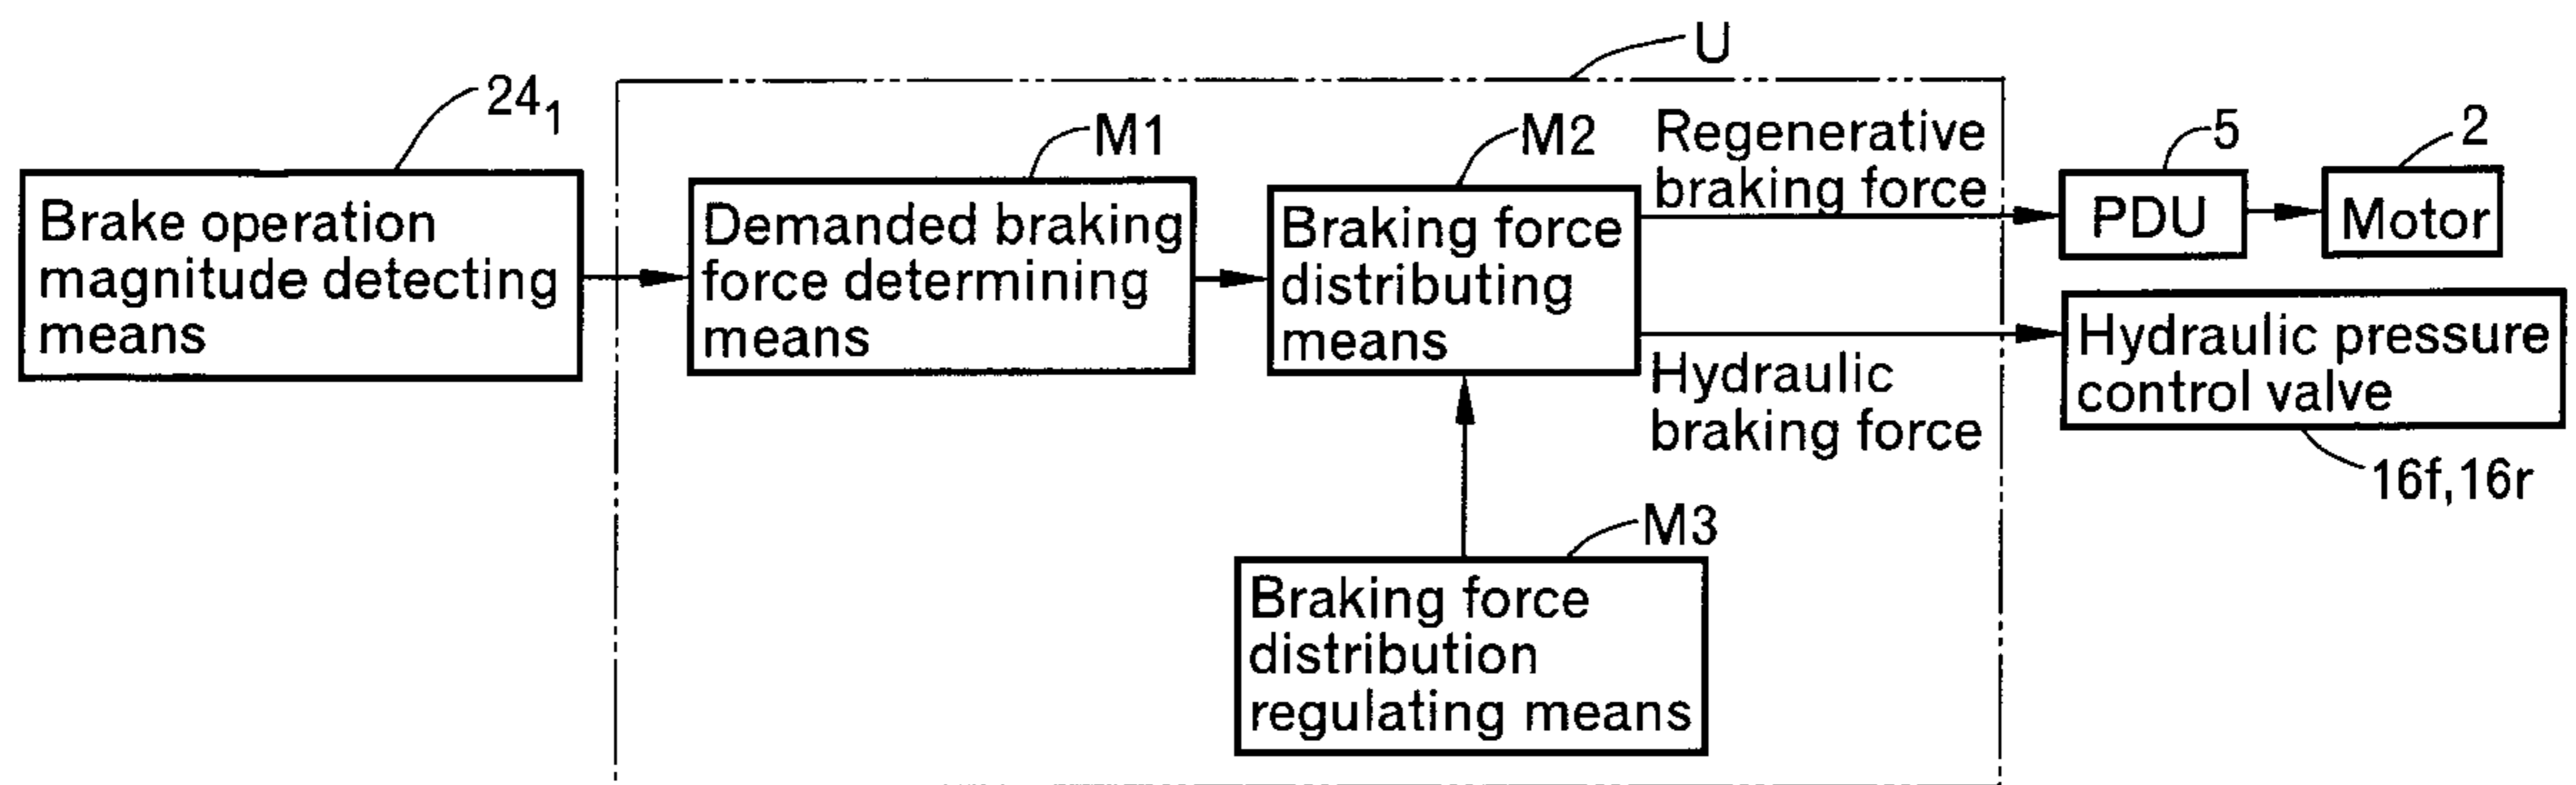 U
24₁
M1
M2
Regenerative
braking force
5
2
Brake operation
magnitude detecting
means
Demanded braking
force determining
means
Braking force
distributing
means
PDU
Motor
Hydraulic
braking force
Hydraulic pressure
control valve
16f,16r
M3
Braking force
distribution
regulating means